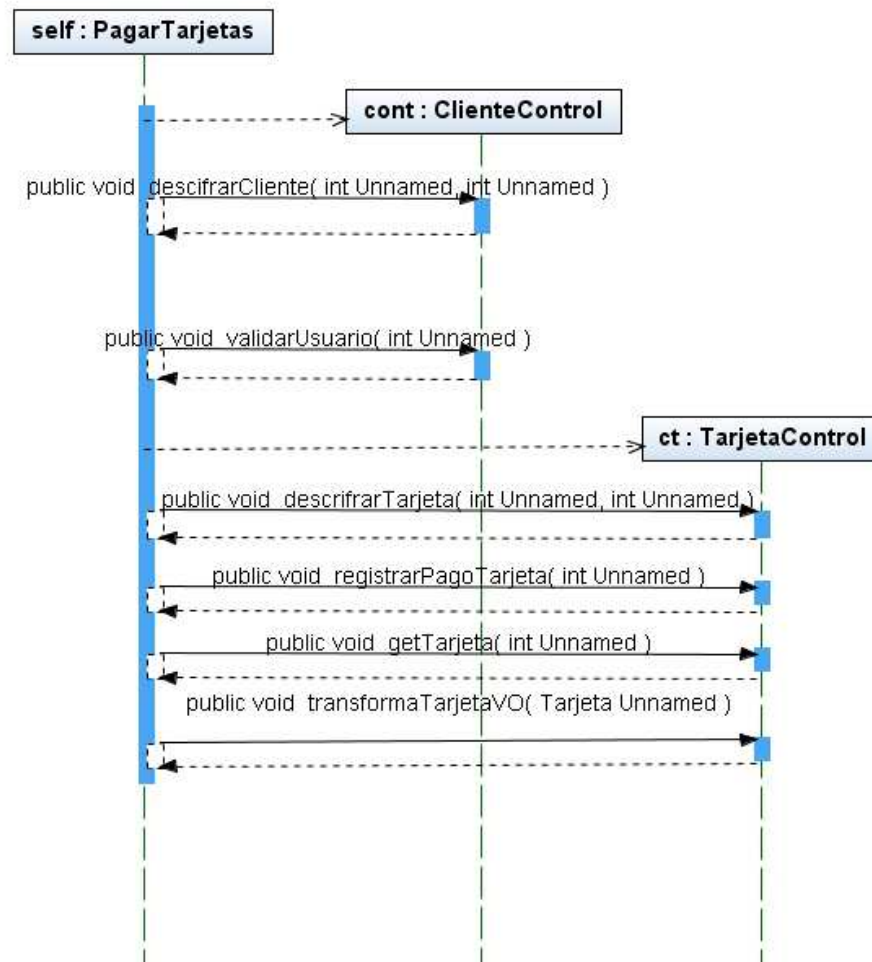 self : PagarTarjetas
cont : ClienteControl
public void descifrarCliente( int Unnamed, int Unnamed )
public void validarUsuario( int Unnamed )
ct : TarjetaControl
public void descrifrarTarjeta( int Unnamed, int Unnamed )
public void registrarPagoTarjeta( int Unnamed )
public void getTarjeta( int Unnamed )
public void transformaTarjetaVO( Tarjeta Unnamed )